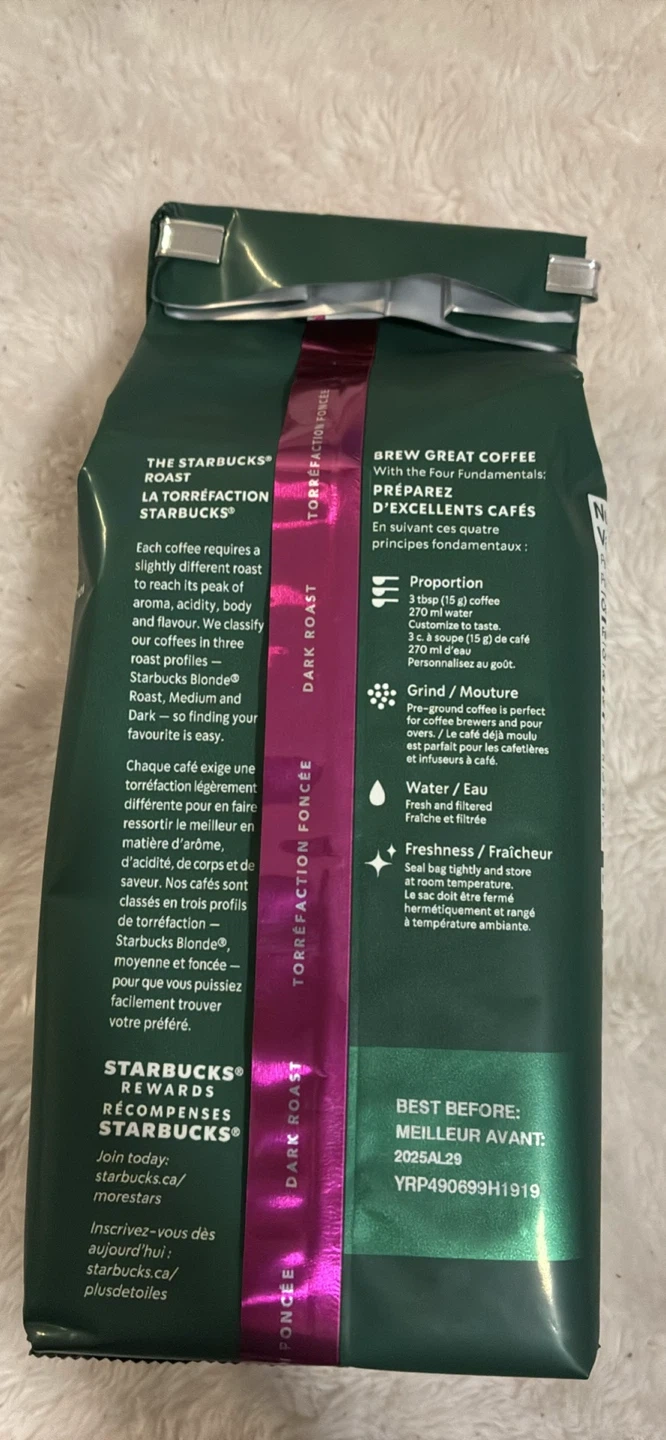 THE STARBUCKS®
ROAST
LA TORRÉFACTION
STARBUCKS®
Each coffee requires a
slightly different roast
to reach its peak of
aroma, acidity, body
and flavour. We classify
our coffees in three
roast profiles —
Starbucks Blonde®
Roast, Medium and
Dark — so finding your
favourite is easy.
Chaque café exige une
torréfaction légèrement
différente pour en faire
ressortir le meilleur en
matière d'arôme,
d'acidité, de corps et de
saveur. Nos cafés sont
classés en trois profils
de torréfaction —
Starbucks Blonde®,
moyenne et foncée —
pour que vous puissiez
facilement trouver
votre préféré.
STARBUCKS®
REWARDS
RÉCOMPENSES
STARBUCKS®
Join today:
starbucks.ca/
morestars
Inscrivez-vous dès
aujourd'hui :
starbucks.ca/
plusdetoiles
TORRÉFACTION FONCÉE
DARK ROAST
TORRÉFACTION FONCÉE
DARK ROAST
N FONCÉE
BREW GREAT COFFEE
With the Four Fundamentals:
PRÉPAREZ
D'EXCELLENTS CAFÉS
En suivant ces quatre
principes fondamentaux :
Proportion
3 tbsp (15 g) coffee
270 ml water
Customize to taste.
3 c. à soupe (15 g) de café
270 ml d'eau
Personnalisez au goût.
Grind / Mouture
Pre-ground coffee is perfect
for coffee brewers and pour
overs. / Le café déjà moulu
est parfait pour les cafetières
et infuseurs à café.
Water / Eau
Fresh and filtered
Fraîche et filtrée
Freshness / Fraîcheur
Seal bag tightly and store
at room temperature.
Le sac doit être fermé
hermétiquement et rangé
à température ambiante.
BEST BEFORE:
MEILLEUR AVANT:
2025AL29
YRP490699H1919